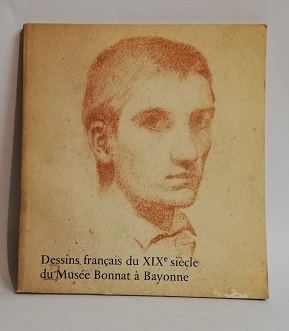 Dessins français du XIXe siècle
du Musée Bonnat à Bayonne